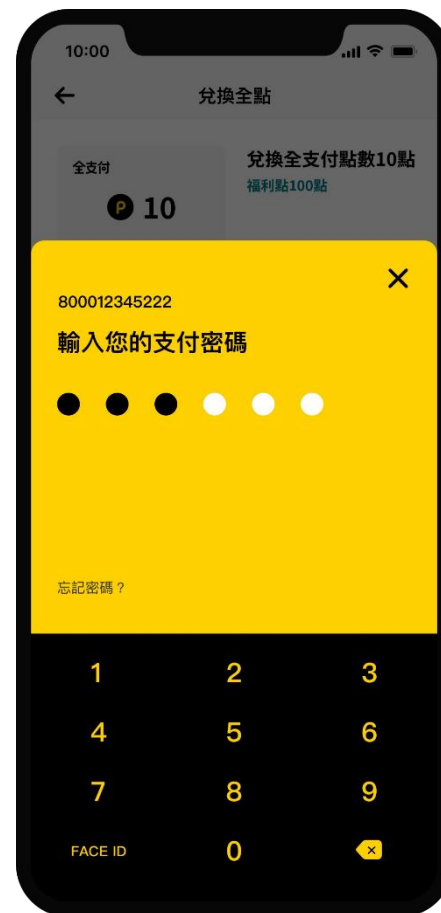 10:00
兌換全點
全支付
P 10
兌換全支付點數10點
福利點100點
800012345222
輸入您的支付密碼
忘記密碼？
1 2 3
4 5 6
7 8 9
FACE ID 0